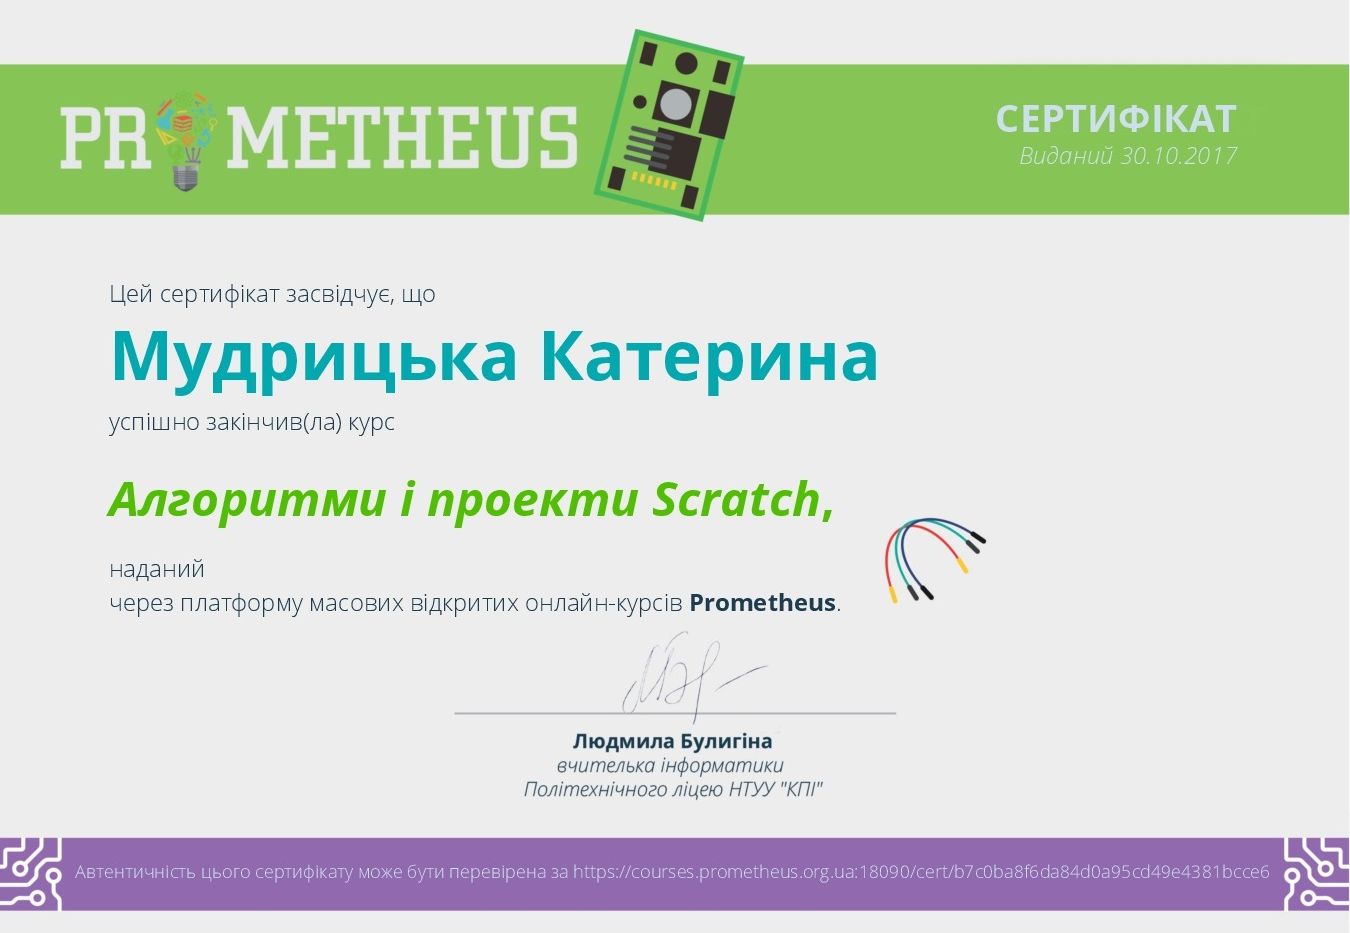 PROMETHEUS
СЕРТИФІКАТ
Виданий 30.10.2017
Цей сертифікат засвідчує, що
Мудрицька Катерина
успішно закінчив(ла) курс
Алгоритми і проекти Scratch,
наданий
через платформу масових відкритих онлайн-курсів Prometheus.
Людмила Булигіна
вчителька інформатики
Політехнічного ліцею НТУУ "КПІ"
Автентичність цього сертифікату може бути перевірена за https://courses.prometheus.org.ua:18090/cert/b7c0ba8f6da84d0a95cd49e4381bcce6